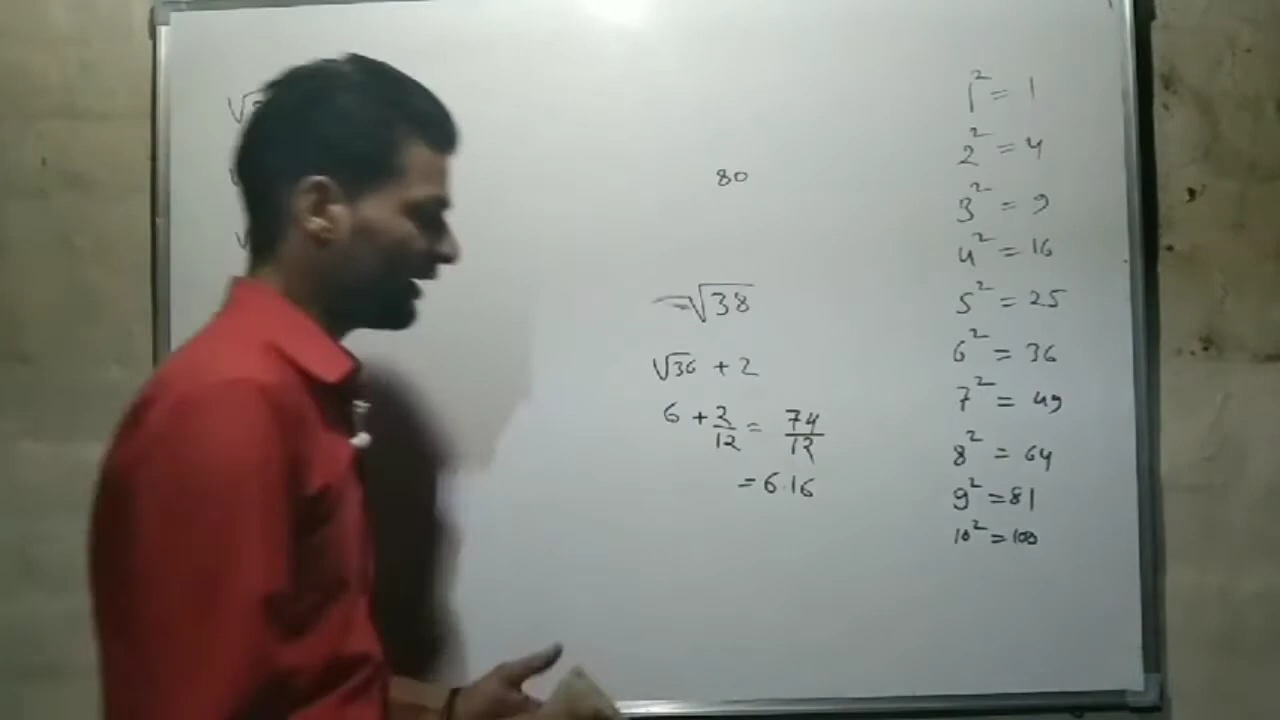 80
√38
√36 + 2
6 + 2/12 = 74/12
= 6.16
1² = 1
2² = 4
3² = 9
4² = 16
5² = 25
6² = 36
7² = 49
8² = 64
9² = 81
10² = 100